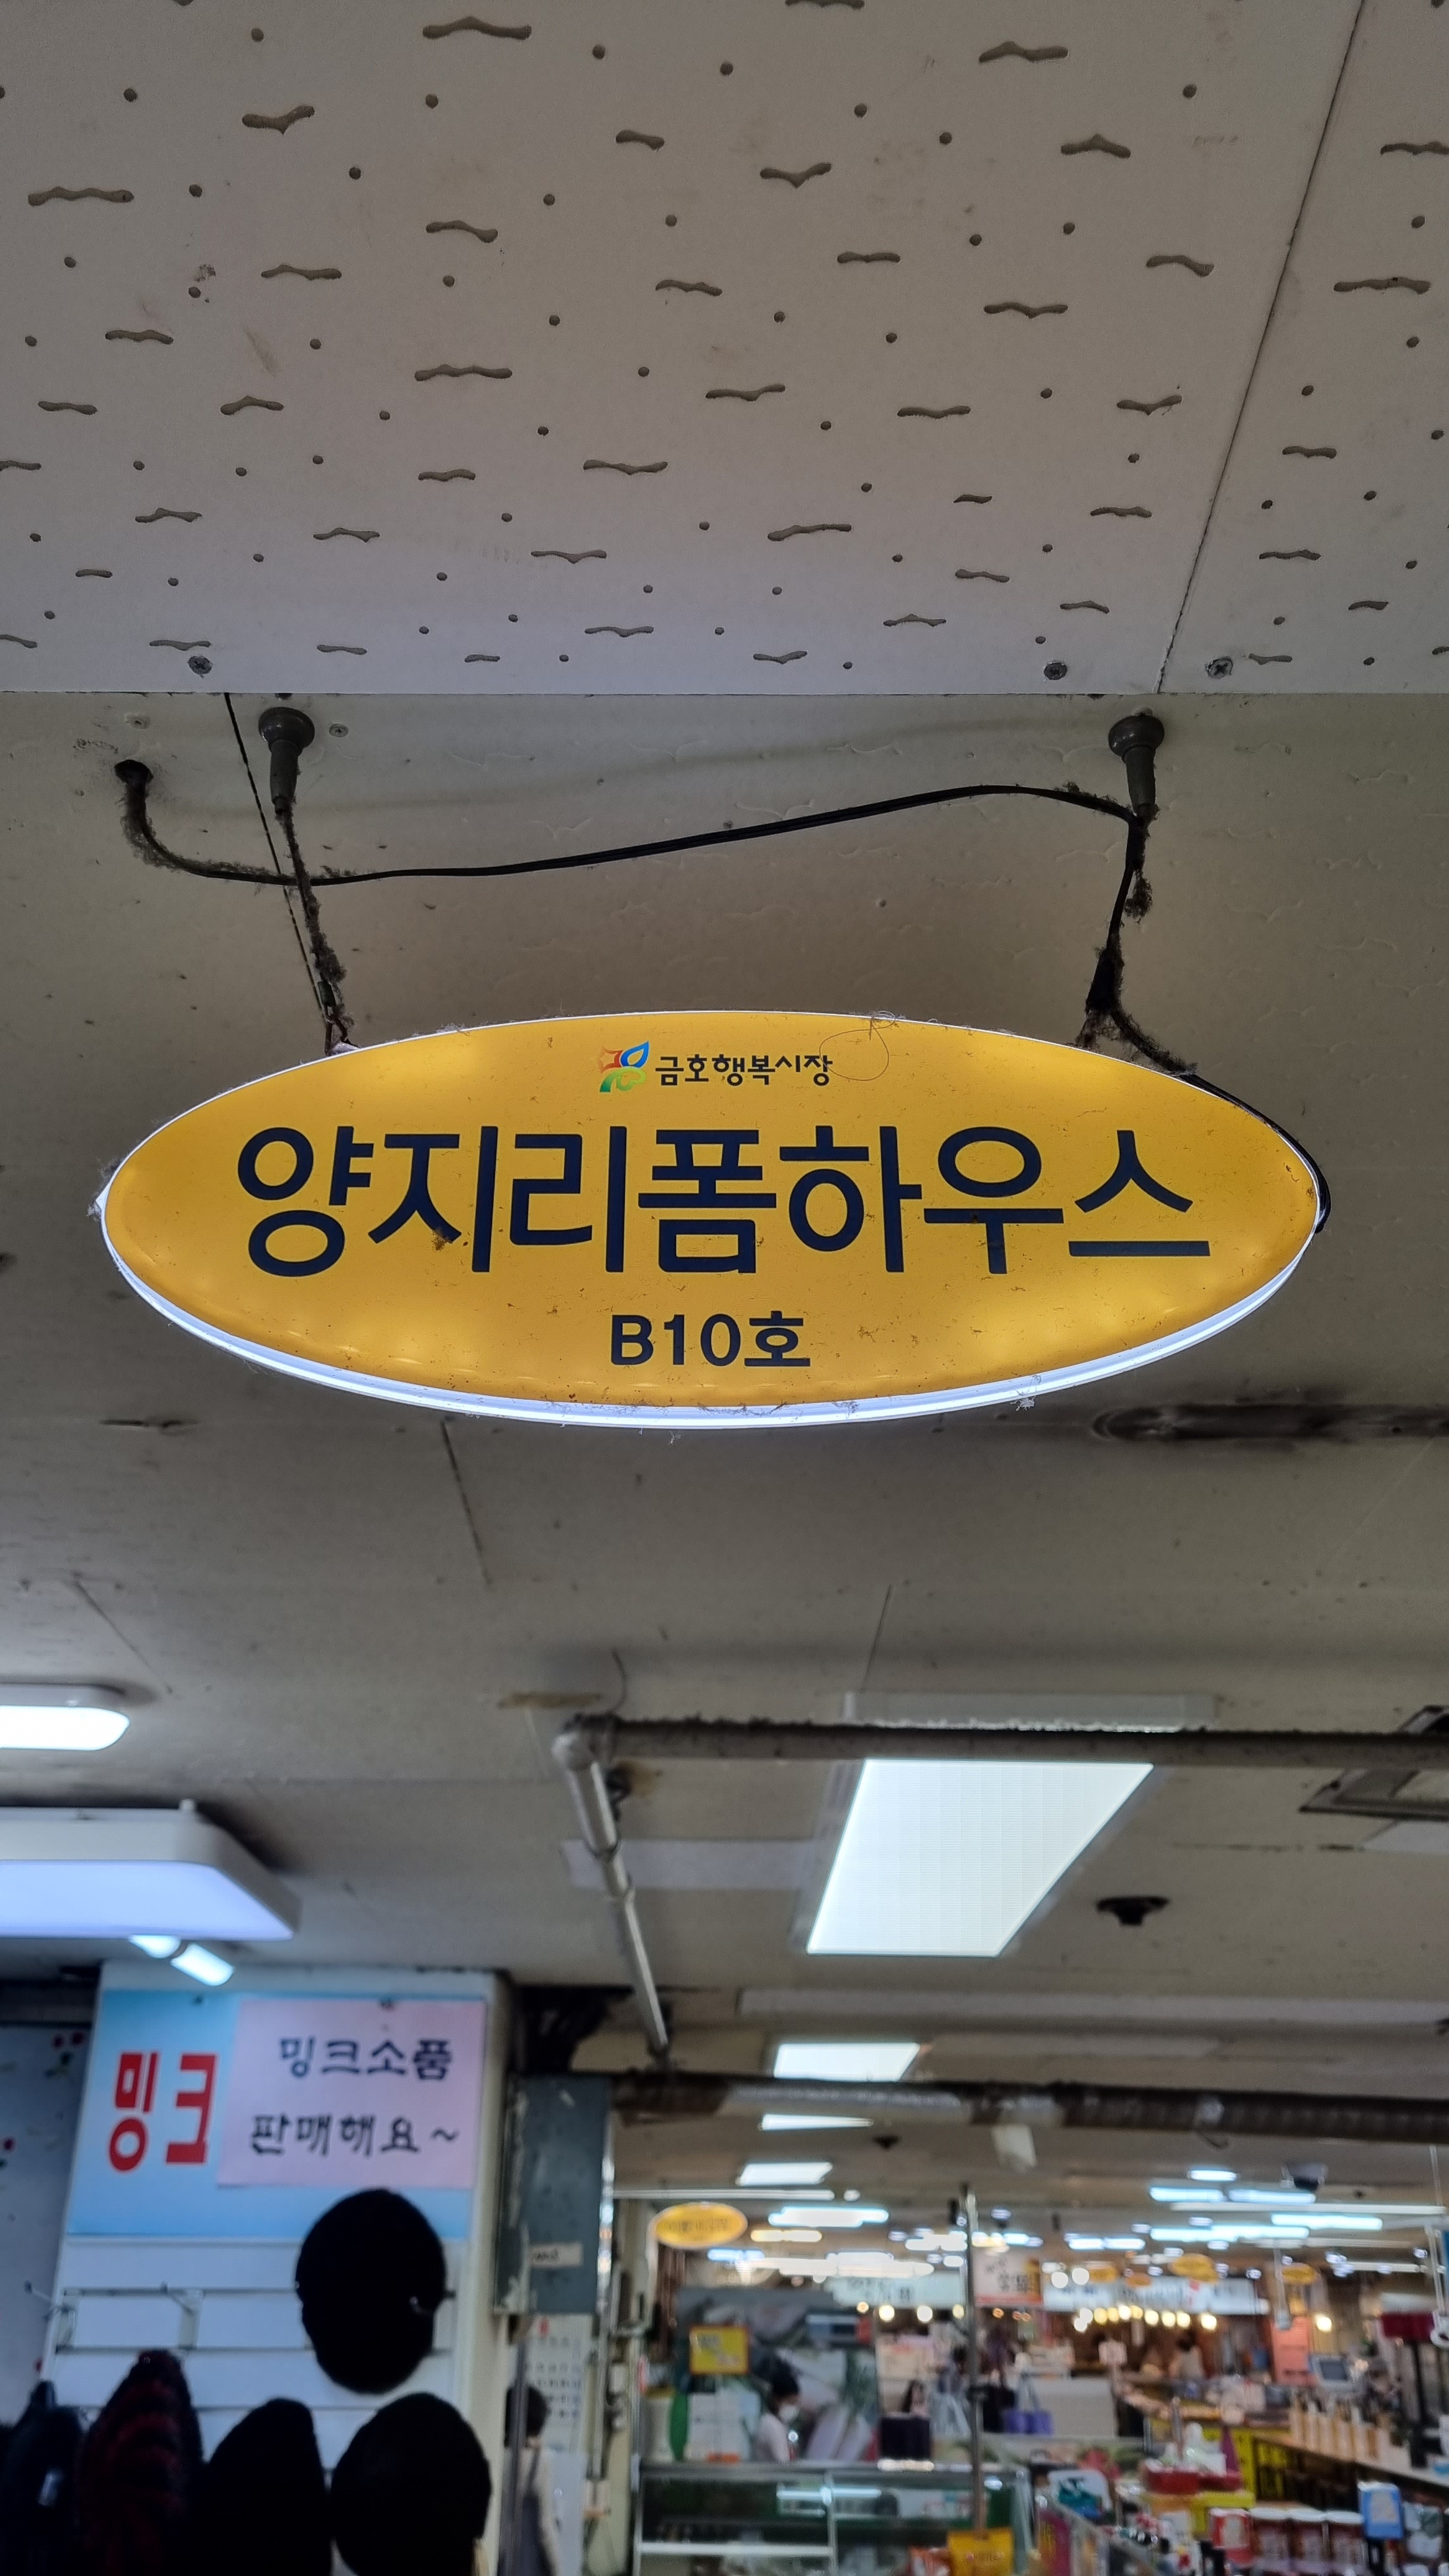 금호행복시장
양지리폼하우스
B10호
밍크
밍크소품
판매해요~